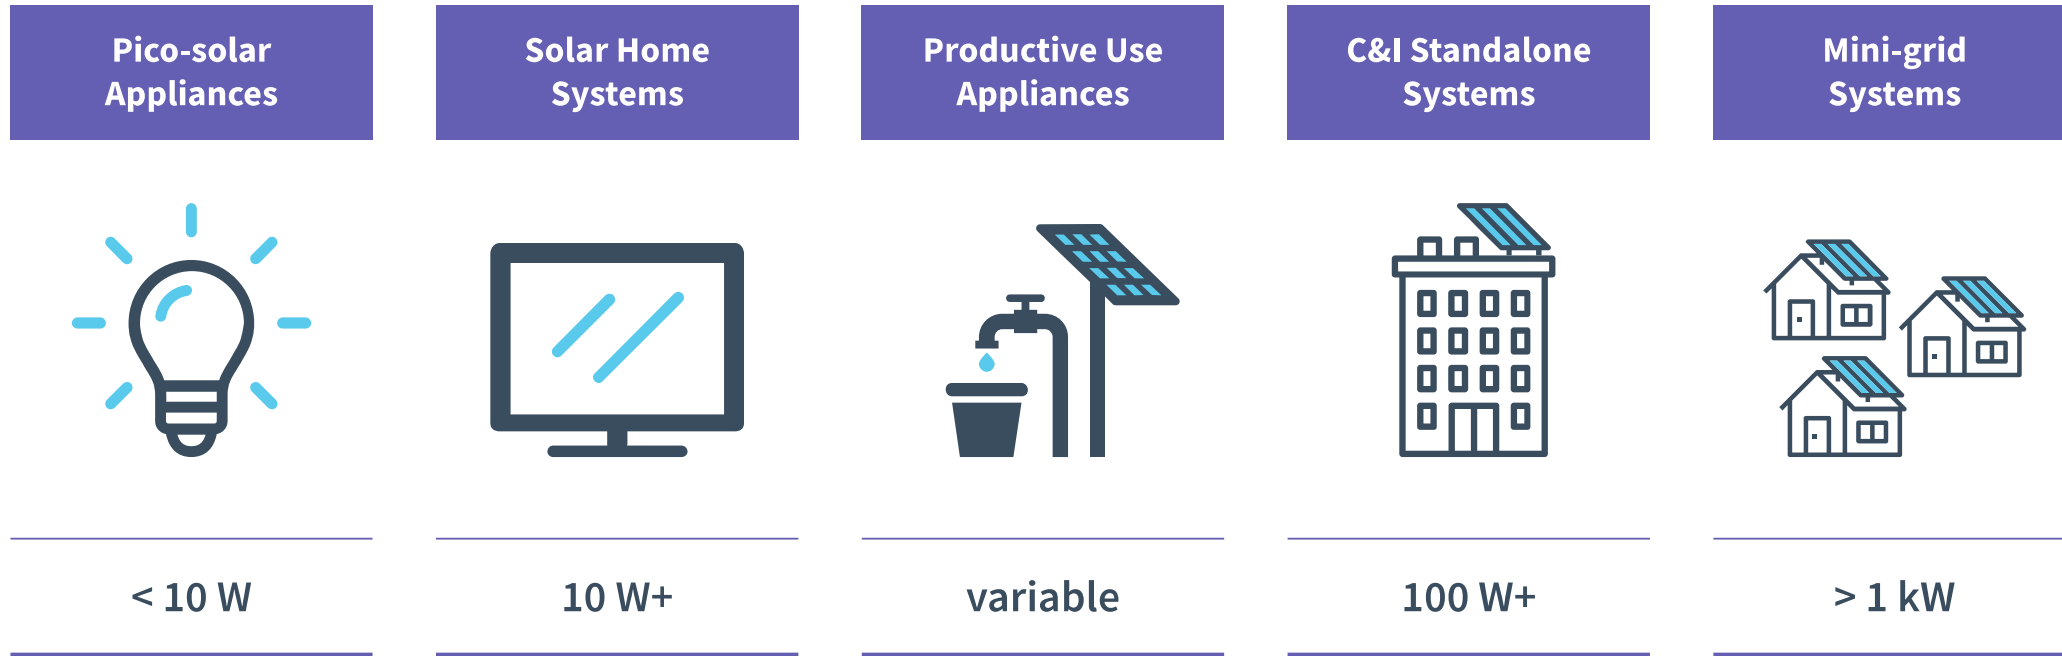 Pico-solar
Appliances
Solar Home
Systems
Productive Use
Appliances
C&I Standalone
Systems
Mini-grid
Systems
< 10 W
10 W+
variable
100 W+
> 1 kW